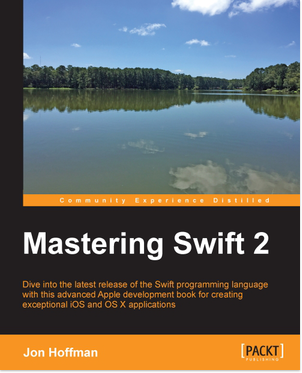 Community Experience Distilled
Mastering Swift 2
Dive into the latest release of the Swift programming language
with this advanced Apple development book for creating
exceptional iOS and OS X applications
Jon Hoffman
[PACKT]
PUBLISHING